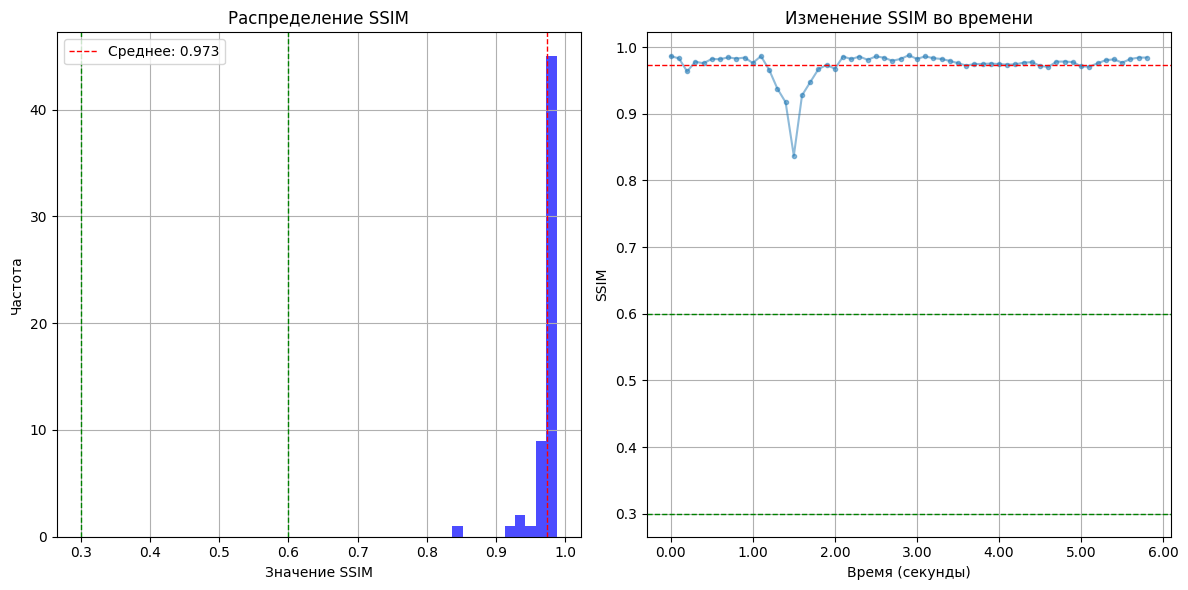 Распределение SSIM
Среднее: 0.973
Частота
40
30
20
10
0
0.3 0.4 0.5 0.6 0.7 0.8 0.9 1.0
Значение SSIM
Изменение SSIM во времени
SSIM
1.0
0.9
0.8
0.7
0.6
0.5
0.4
0.3
0.00 1.00 2.00 3.00 4.00 5.00 6.00
Время (секунды)